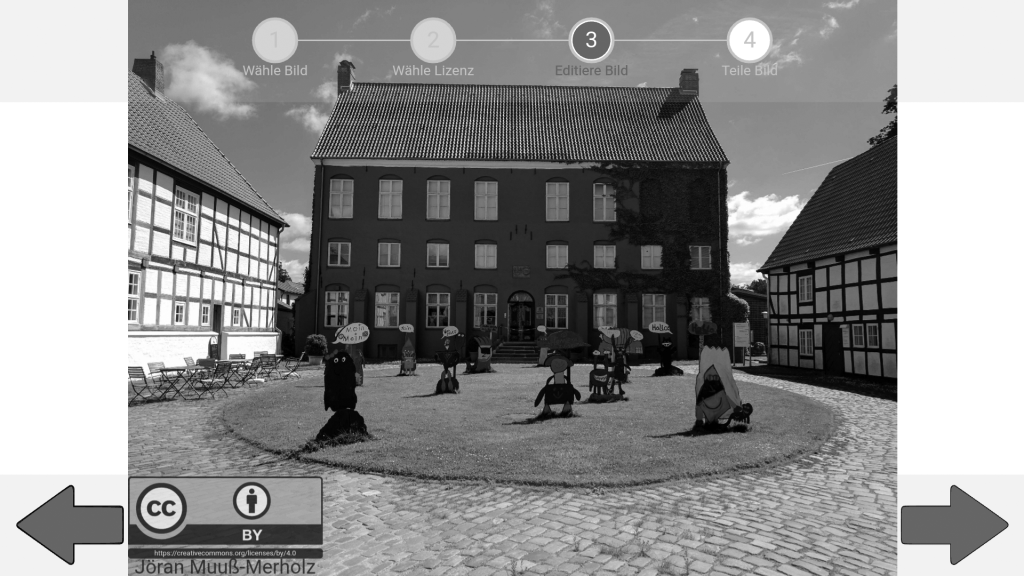 1
2
3
4
Wähle Bild
Wähle Lizenz
Editiere Bild
Teile Bild
Moin
Moin
Hallo
CC
BY
https://creativecommons.org/licenses/by/4.0
Jöran Muuß-Merholz